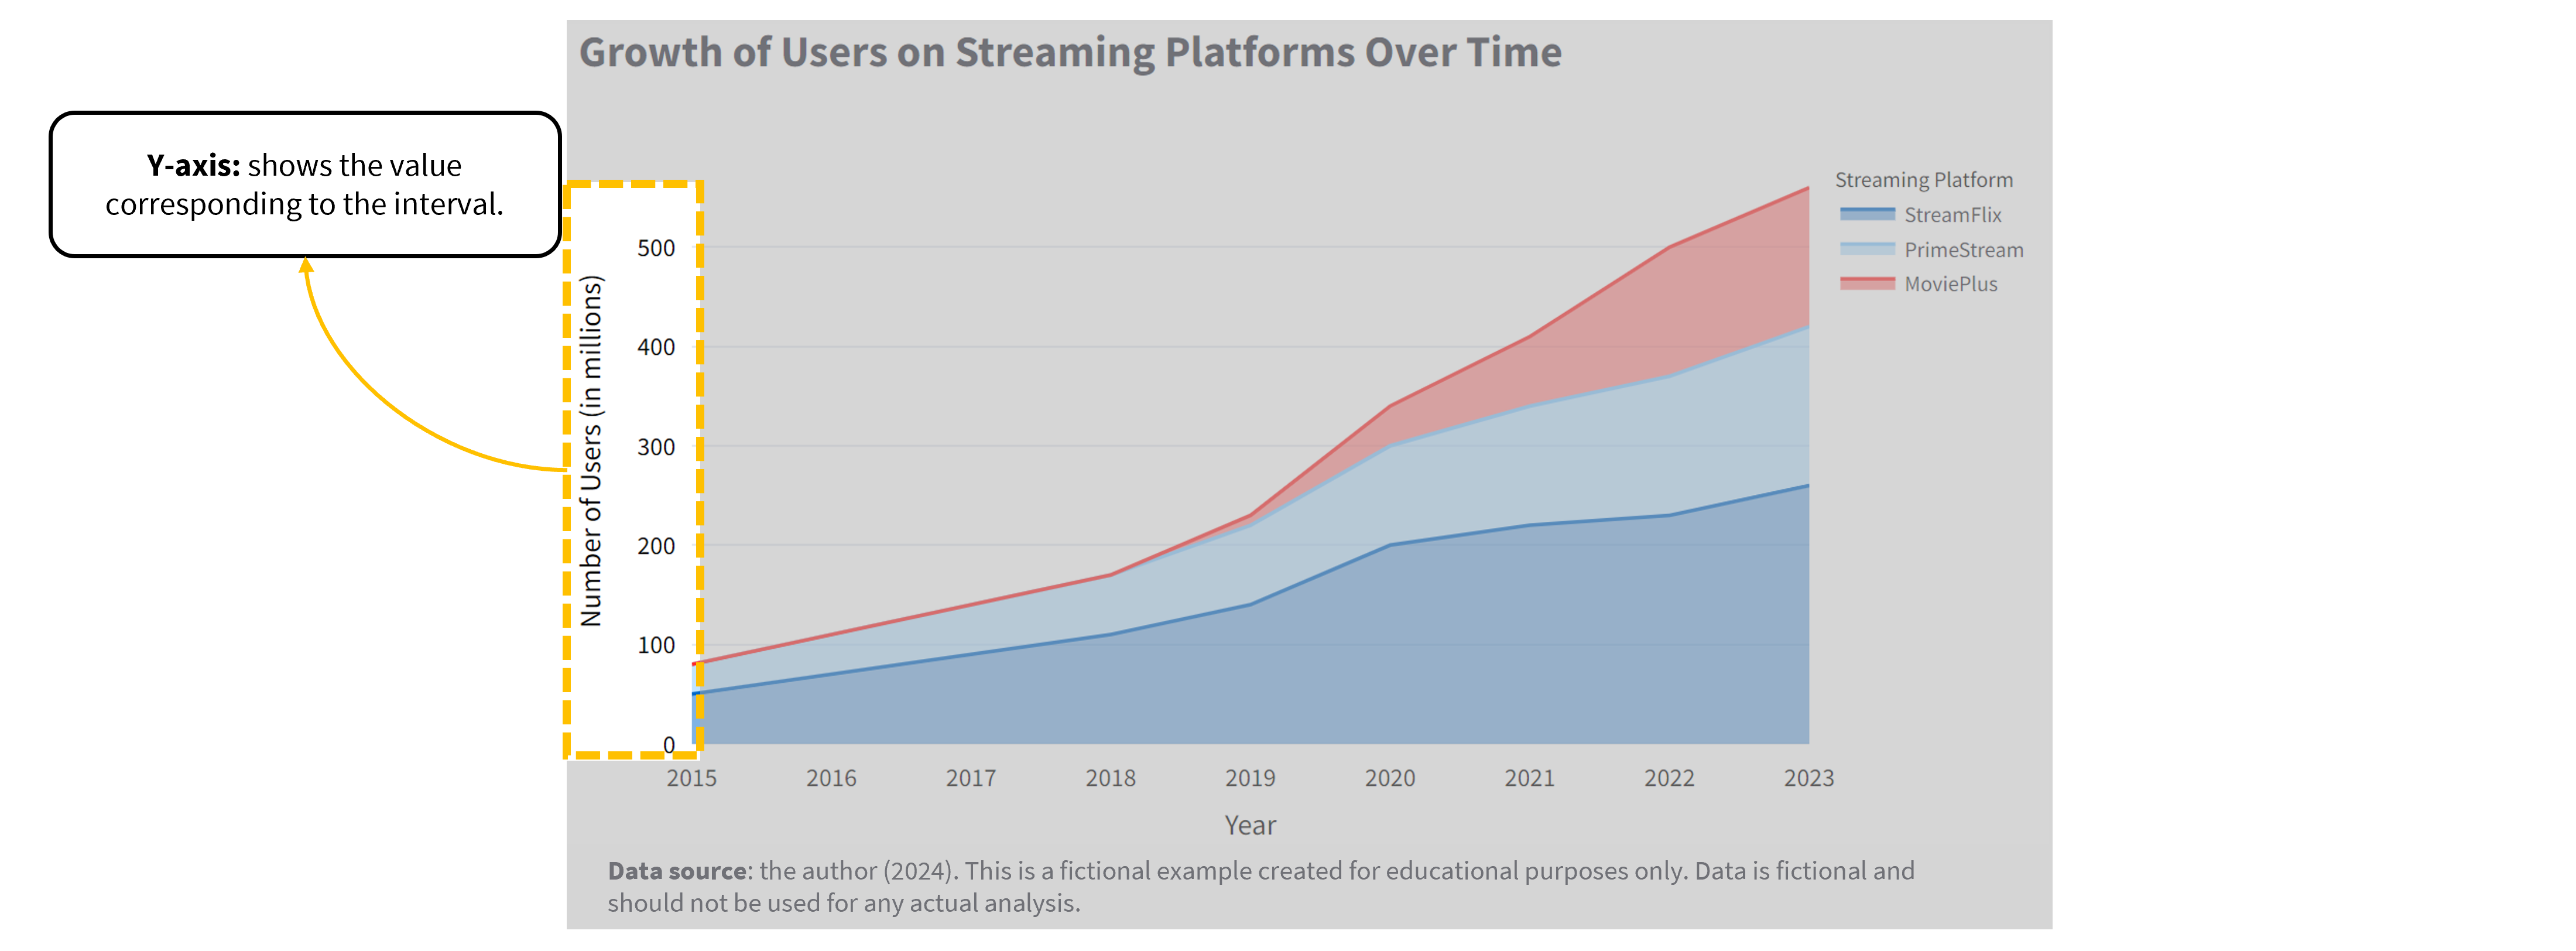 Growth of Users on Streaming Platforms Over Time
Y-axis: shows the value
corresponding to the interval.
Number of Users (in millions)
500
400
300
200
100
0
2015 2016 2017 2018 2019 2020 2021 2022 2023
Year
Streaming Platform
StreamFlix
PrimeStream
MoviePlus
Data source: the author (2024). This is a fictional example created for educational purposes only. Data is fictional and
should not be used for any actual analysis.